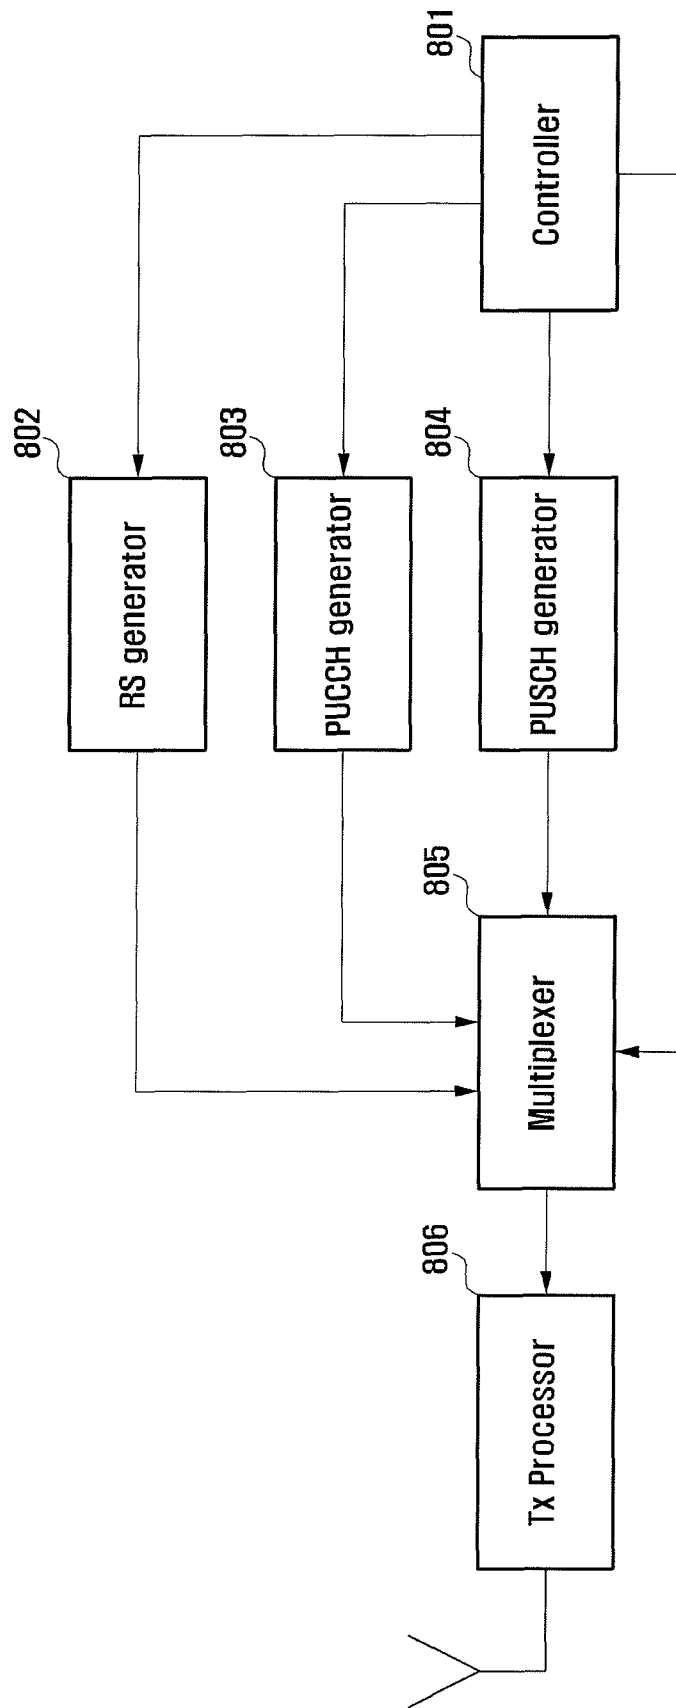 802
RS generator
803
PUCCH generator
806
Tx Processor
805
Multiplexer
804
PUSCH generator
801
Controller